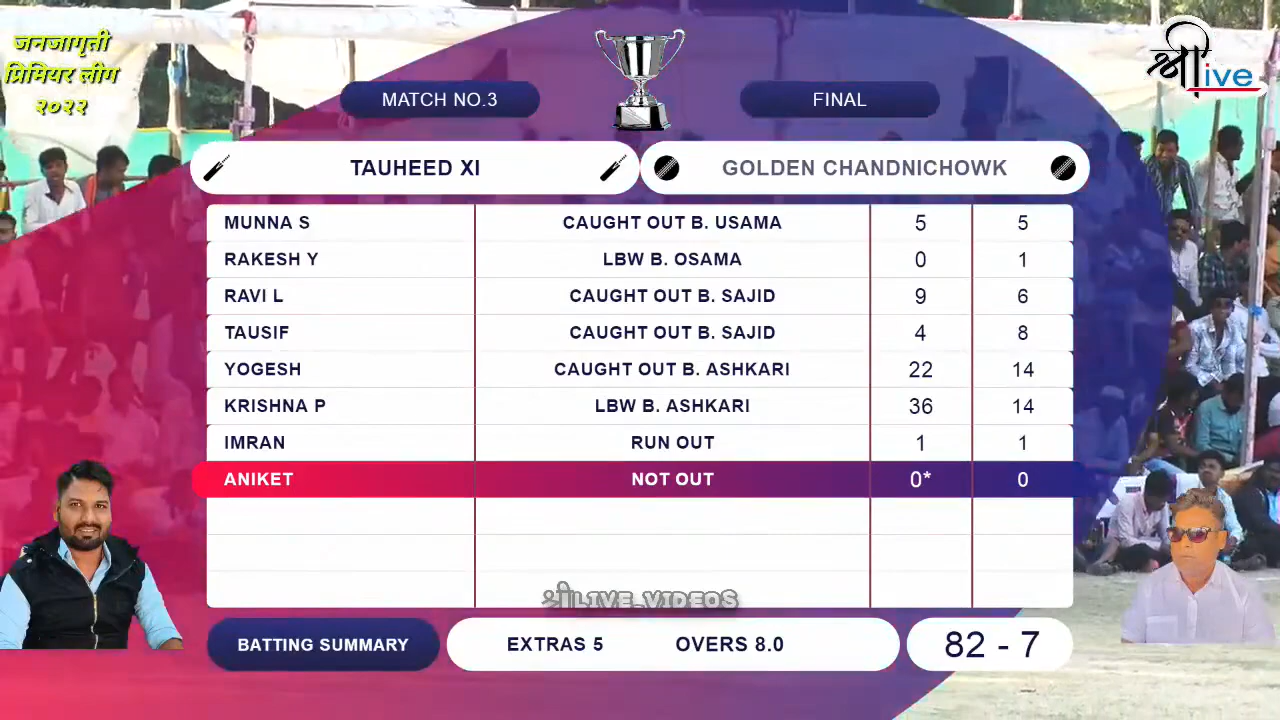 जनजागृती
प्रिमियर लीग
२०२२
श्रीLive
MATCH NO.3
FINAL
TAUHEED XI
GOLDEN CHANDNICHOWK
MUNNA S CAUGHT OUT B. USAMA 5 5
RAKESH Y LBW B. OSAMA 0 1
RAVI L CAUGHT OUT B. SAJID 9 6
TAUSIF CAUGHT OUT B. SAJID 4 8
YOGESH CAUGHT OUT B. ASHKARI 22 14
KRISHNA P LBW B. ASHKARI 36 14
IMRAN RUN OUT 1 1
ANIKET NOT OUT 0* 0
श्रीLIVE VIDEOS
BATTING SUMMARY EXTRAS 5 OVERS 8.0 82 - 7